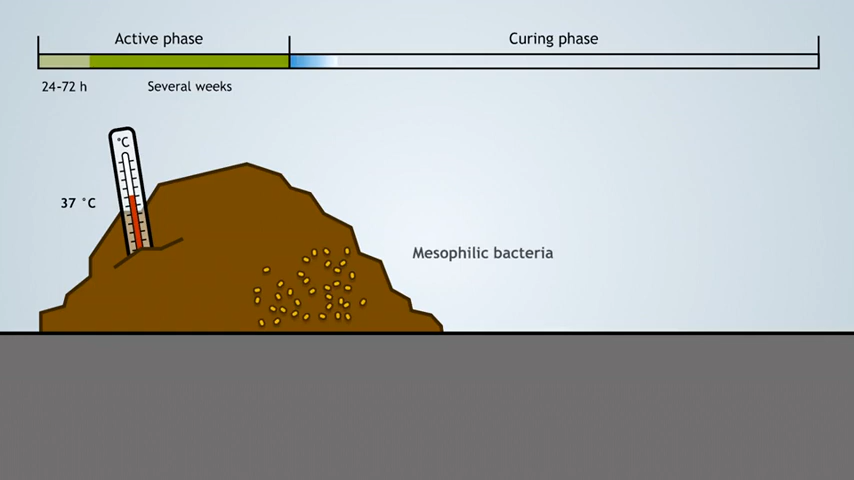 Active phase
Curing phase
24-72 h
Several weeks
°C
37 °C
Mesophilic bacteria